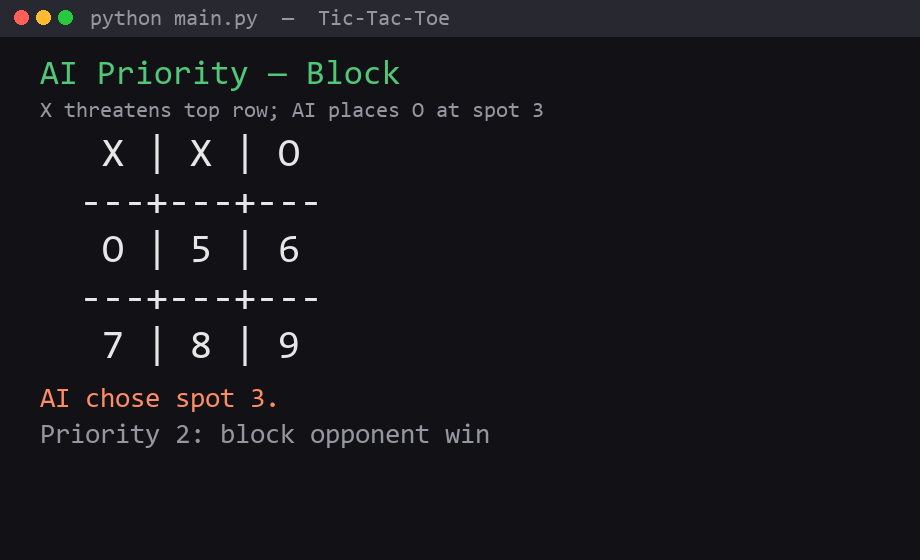 python main.py  —  Tic-Tac-Toe
AI Priority — Block
X threatens top row; AI places O at spot 3
X | X | O
---+---+---
O | 5 | 6
---+---+---
7 | 8 | 9
AI chose spot 3.
Priority 2: block opponent win